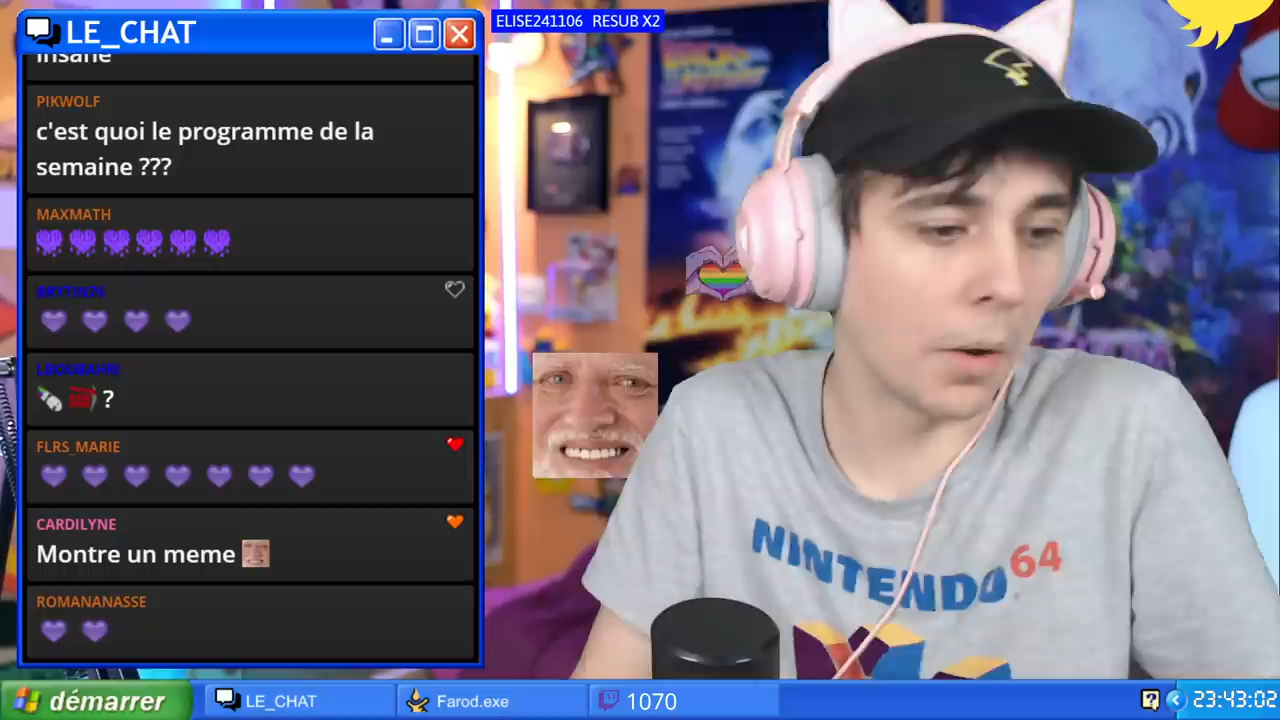 LE_CHAT
ELISE241106 RESUB X2
insane
PIKWOLF
c'est quoi le programme de la
semaine ???
MAXMATH
?
FLRS_MARIE
CARDILYNE
Montre un meme
ROMANANASSE
NINTENDO 64
démarrer
LE_CHAT
Farod.exe
1070
23:43:02